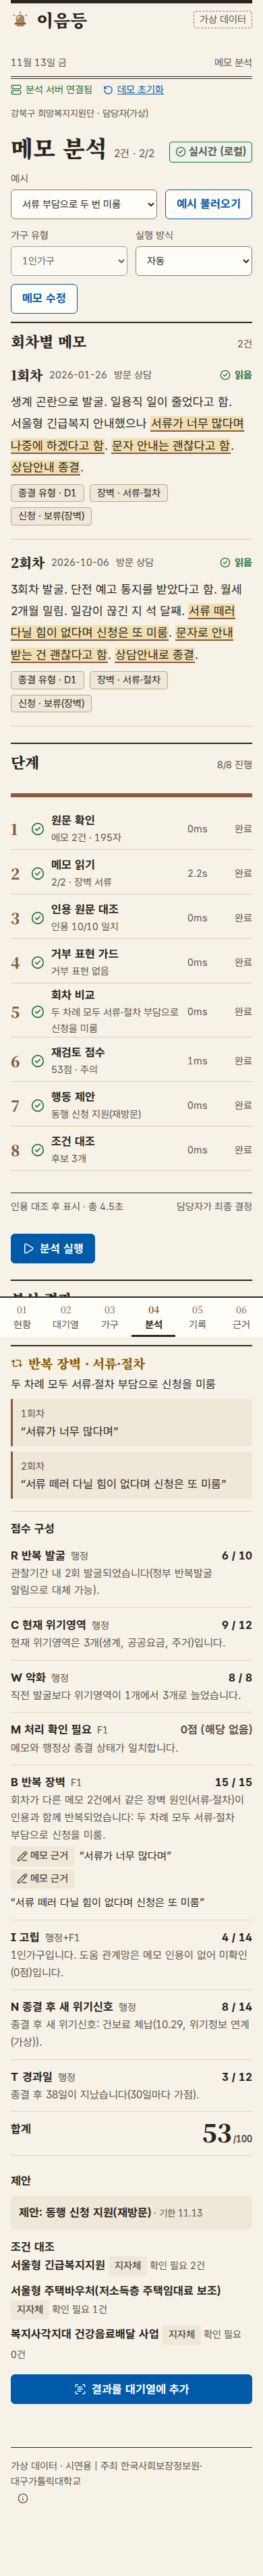 이음등
가상 데이터
11월 13일 금
메모 분석
분석 서버 연결됨
데모 초기화
강북구 희망복지지원단 · 담당자(가상)
메모 분석 2건 · 2/2
실시간 (로컬)
예시
서류 부담으로 두 번 미룸
예시 불러오기
가구 유형
실행 방식
1인가구
자동
메모 수정
회차별 메모
2건
1회차 2026-01-26 방문 상담
읽음
생계 곤란으로 발굴. 일용직 일이 줄었다고 함.
서울형 긴급복지 안내했으나 서류가 너무 많다며
나중에 하겠다고 함. 문자 안내는 괜찮다고 함.
상담안내 종결.
종결 유형 · D1
장벽 · 서류·절차
신청 · 보류(장벽)
2회차 2026-10-06 방문 상담
읽음
3회차 발굴. 단전 예고 통지를 받았다고 함. 월세
2개월 밀림. 일감이 끊긴 지 석 달째. 서류 떼러
다닐 힘이 없다며 신청은 또 미룸. 문자로 안내
받는 건 괜찮다고 함. 상담안내로 종결.
종결 유형 · D1
장벽 · 서류·절차
신청 · 보류(장벽)
단계
8/8 진행
1 원문 확인 0ms 완료
메모 2건 · 195자
2 메모 읽기 2.2s 완료
2/2 · 장벽 서류
3 인용 원문 대조 0ms 완료
인용 10/10 일치
4 거부 표현 가드 0ms 완료
거부 표현 없음
회차 비교
5 두 차례 모두 서류·절차 부담으로 0ms 완료
신청을 미룸
6 재검토 점수 1ms 완료
53점 · 주의
7 행동 제안 0ms 완료
동행 신청 지원(재방문)
8 조건 대조 0ms 완료
후보 3개
인용 대조 후 표시 · 총 4.5초
담당자가 최종 결정
분석 실행
01 02 03 04 05 06
현황 대기열 가구 분석 기록 근거
반복 장벽 · 서류·절차
두 차례 모두 서류·절차 부담으로 신청을 미룸
1회차
“서류가 너무 많다며”
2회차
“서류 떼러 다닐 힘이 없다며 신청은 또 미룸”
점수 구성
R 반복 발굴 행정 6 / 10
관찰기간 내 2회 발굴되었습니다(정부 반복발굴
알림으로 대체 가능).
C 현재 위기영역 행정 9 / 12
현재 위기영역은 3개(생계, 공공요금, 주거)입니다.
W 악화 행정 8 / 8
직전 발굴보다 위기영역이 1개에서 3개로 늘었습니다.
M 처리 확인 필요 F1 0점 (해당 없음)
메모와 행정상 종결 상태가 일치합니다.
B 반복 장벽 F1 15 / 15
회차가 다른 메모 2건에서 같은 장벽 원인(서류·절차)이
인용과 함께 반복되었습니다: 두 차례 모두 서류·절차
부담으로 신청을 미룸.
메모 근거 “서류가 너무 많다며”
메모 근거
“서류 떼러 다닐 힘이 없다며 신청은 또 미룸”
I 고립 행정+F1 4 / 14
1인가구입니다. 도움 관계망은 메모 인용이 없어 미확인
(0점)입니다.
N 종결 후 새 위기신호 행정 8 / 14
종결 후 새 위기신호: 건보료 체납(10.29, 위기정보 연계
(가상)).
T 경과일 행정 3 / 12
종결 후 38일이 지났습니다(30일마다 가점).
합계 53/100
제안
제안: 동행 신청 지원(재방문) · 기한 11.13
조건 대조
서울형 긴급복지지원 지자체 확인 필요 2건
서울형 주택바우처(저소득층 주택임대료 보조)
지자체 확인 필요 1건
복지사각지대 건강음료배달 사업 지자체 확인 필요
0건
결과를 대기열에 추가
가상 데이터 · 시연용 | 주최 한국사회보장정보원·
대구가톨릭대학교